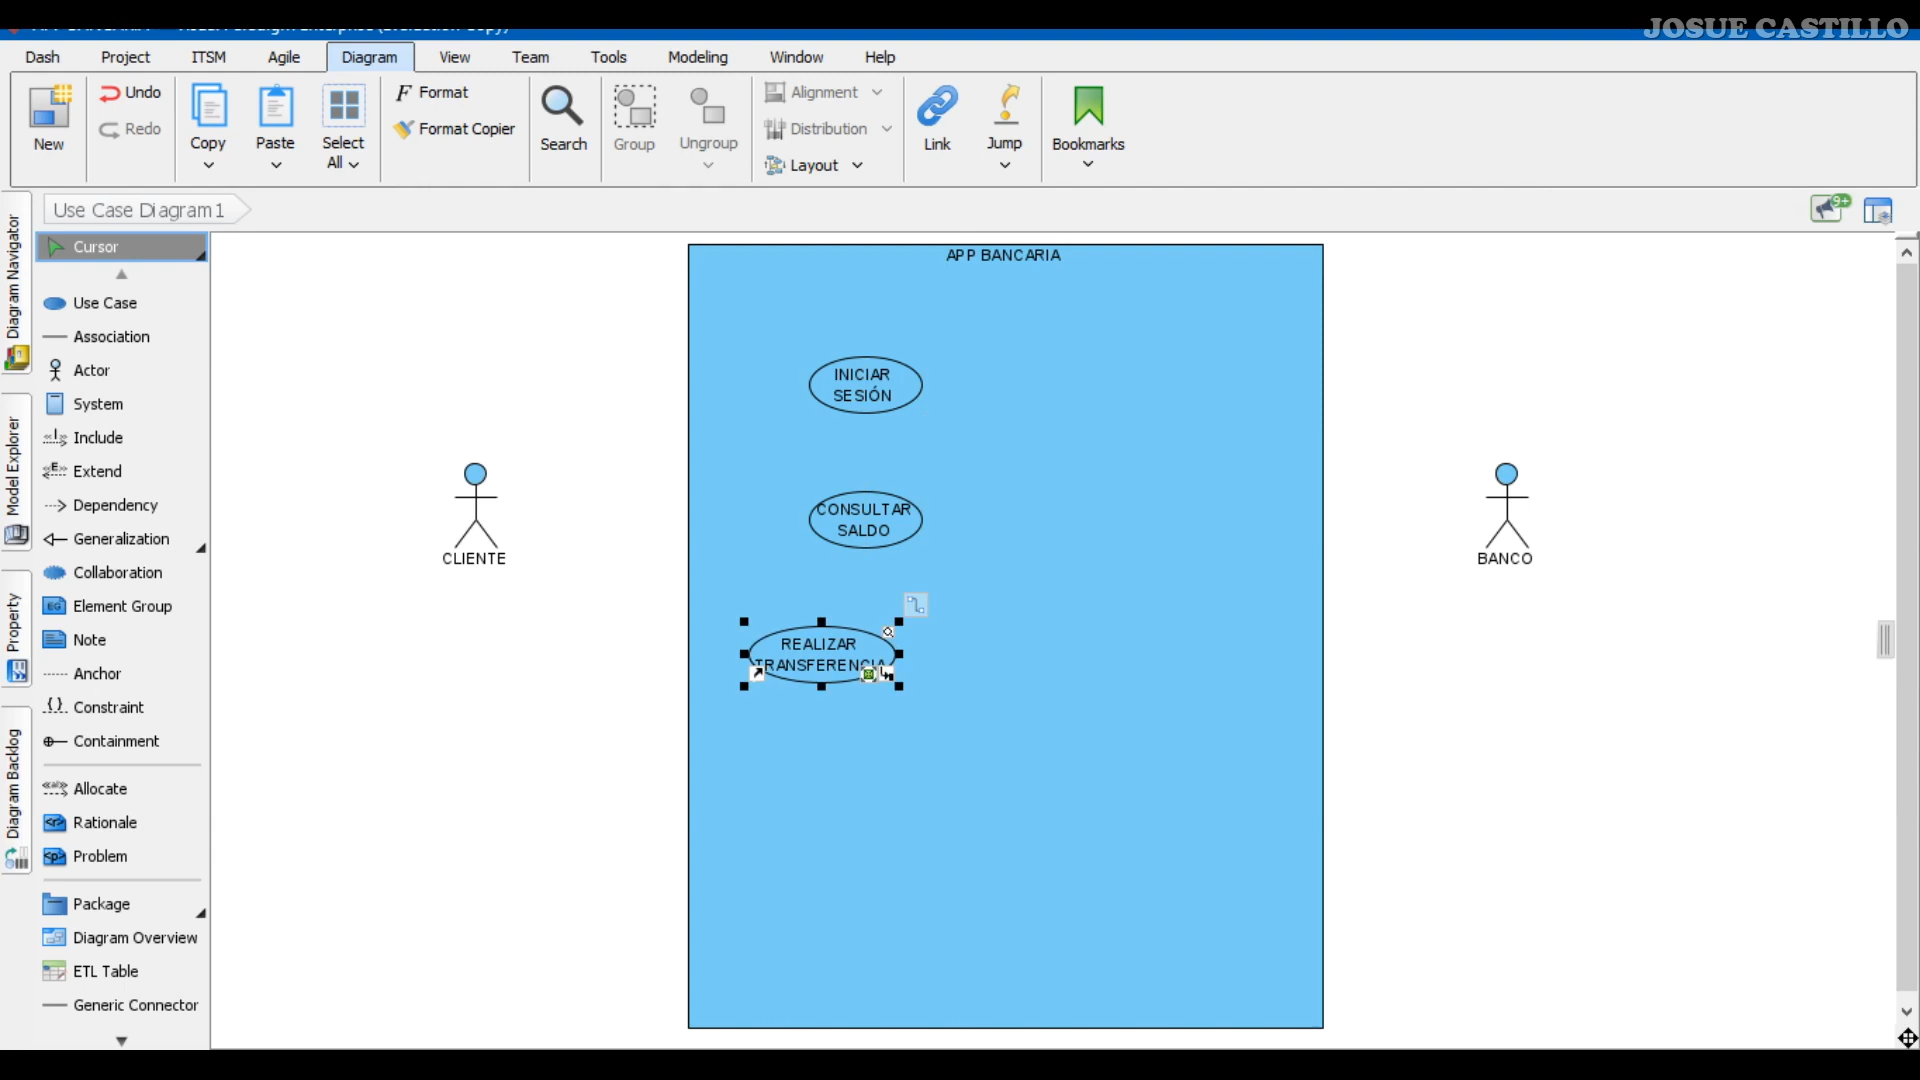 JOSUE CASTILLO
Dash Project ITSM Agile Diagram View Team Tools Modeling Window Help
New
Undo
Redo
Copy
Paste
Select
All
Format
Format Copier
Search
Group
Ungroup
Alignment
Distribution
Layout
Link
Jump
Bookmarks
Use Case Diagram1
9+
Diagram Navigator
Model Explorer
Property
Diagram Backlog
Cursor
Use Case
Association
Actor
System
Include
Extend
Dependency
Generalization
Collaboration
Element Group
Note
Anchor
Constraint
Containment
Allocate
Rationale
Problem
Package
Diagram Overview
ETL Table
Generic Connector
APP BANCARIA
INICIAR
SESIÓN
CONSULTAR
SALDO
REALIZAR
TRANSFERENCIA
CLIENTE
BANCO